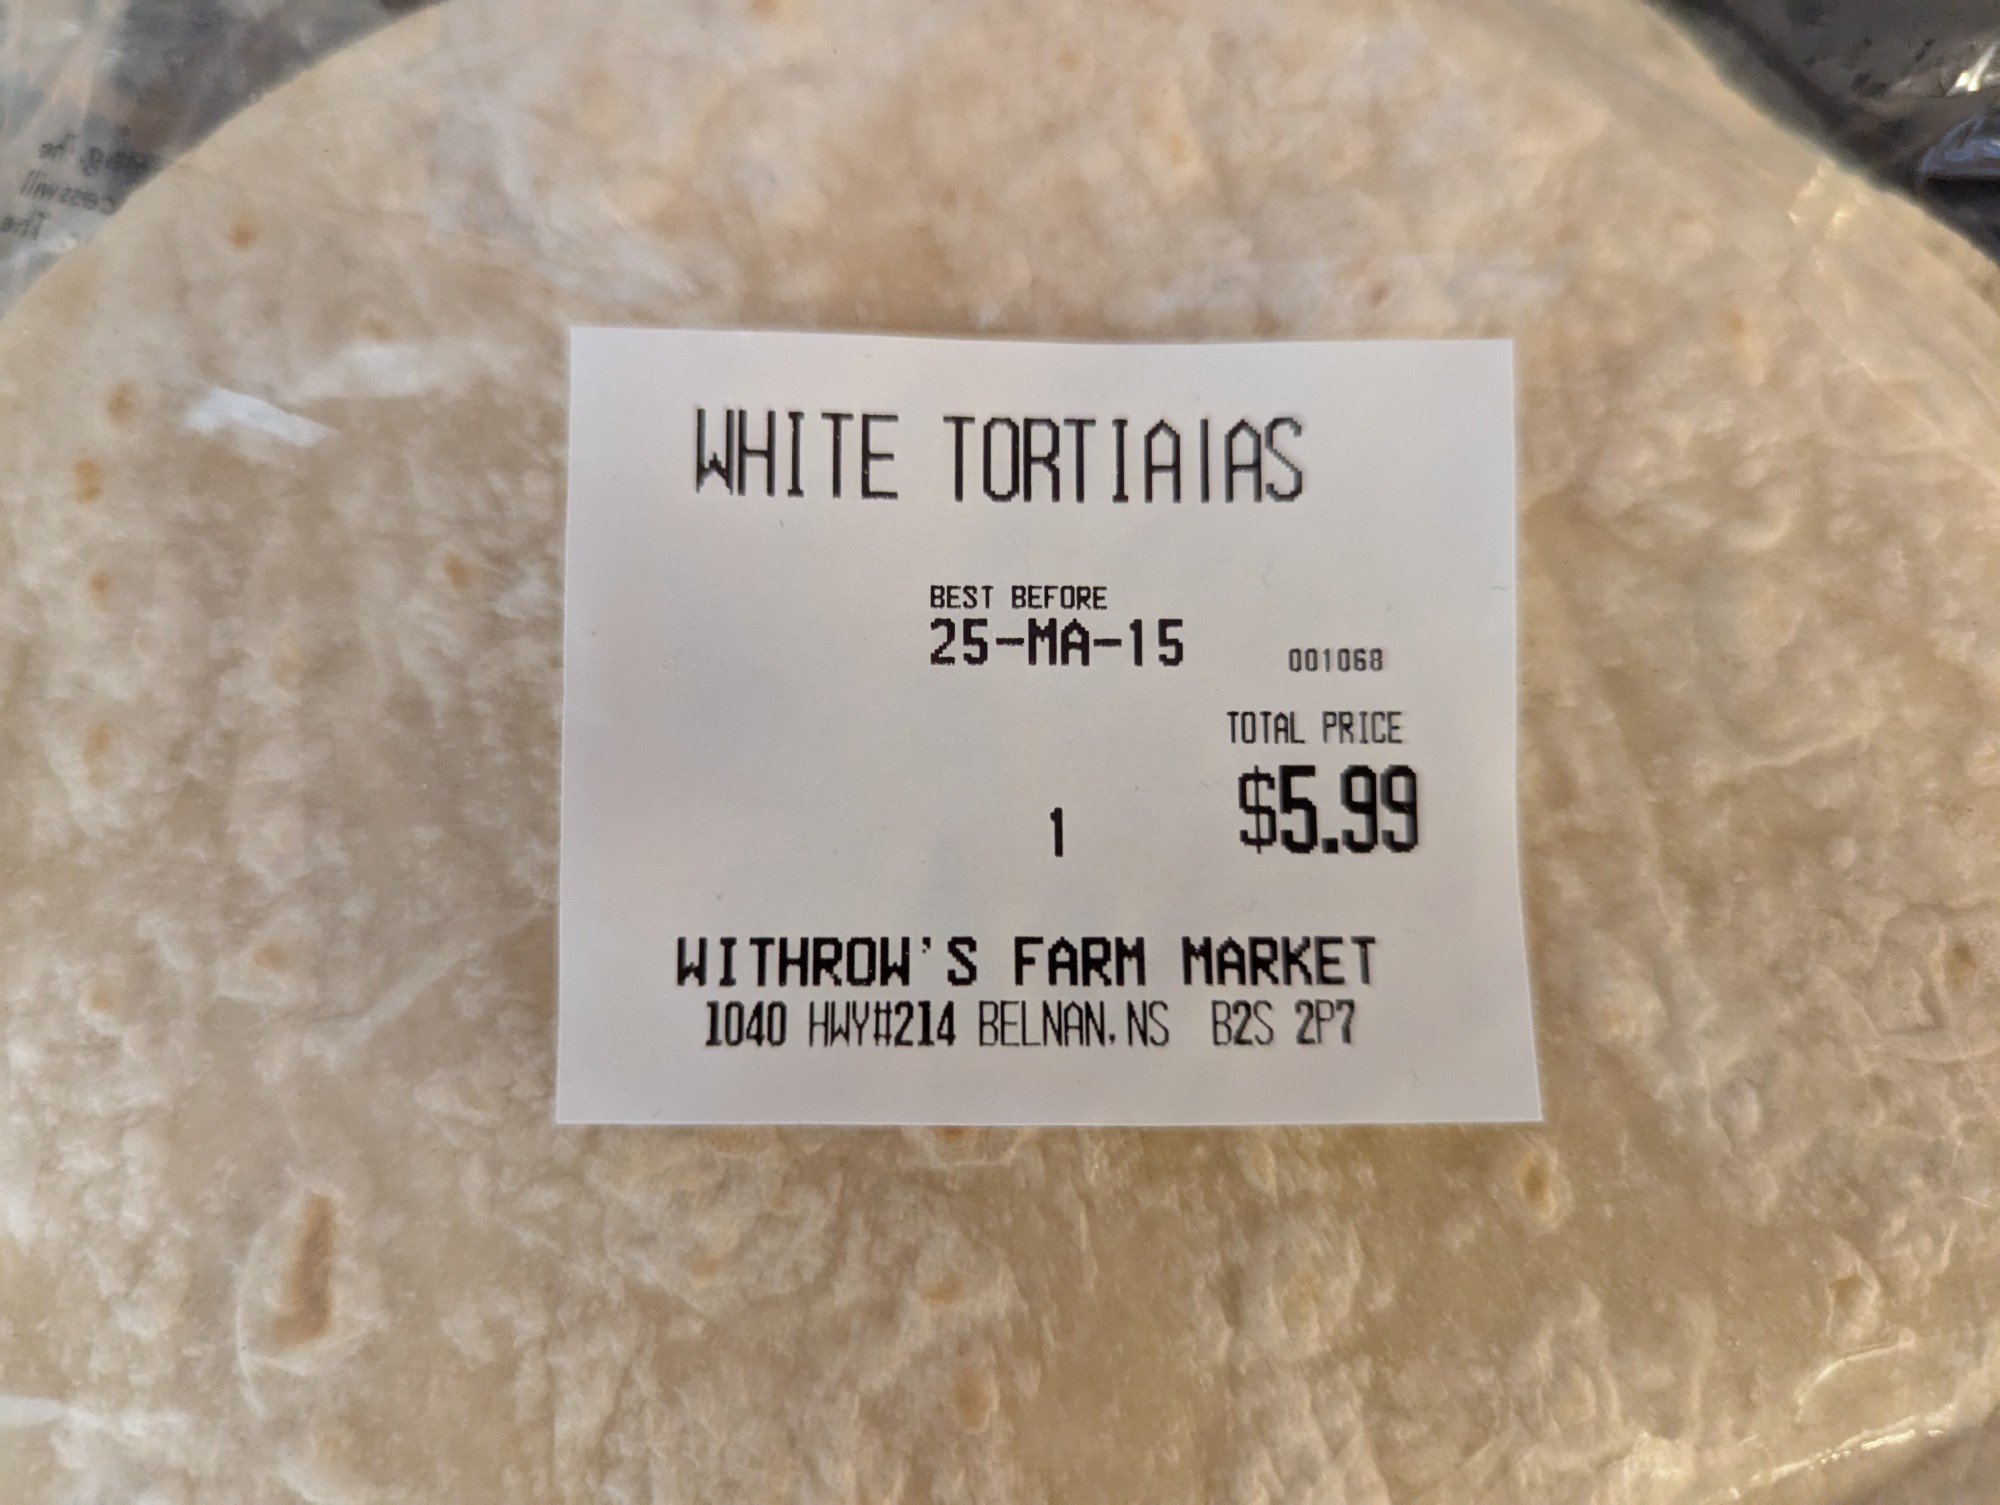 WHITE TORTIAIAS
BEST BEFORE
25-MA-15
001068
TOTAL PRICE
$5.99
1
WITHROW'S FARM MARKET
1040 HWY#214 BELNAN, NS B2S 2P7